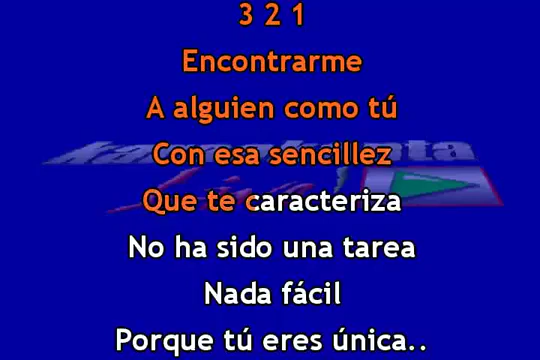 3 2 1
Encontrarme
A alguien como tú
Con esa sencillez
Que te caracteriza
No ha sido una tarea
Nada fácil
Porque tú eres única..